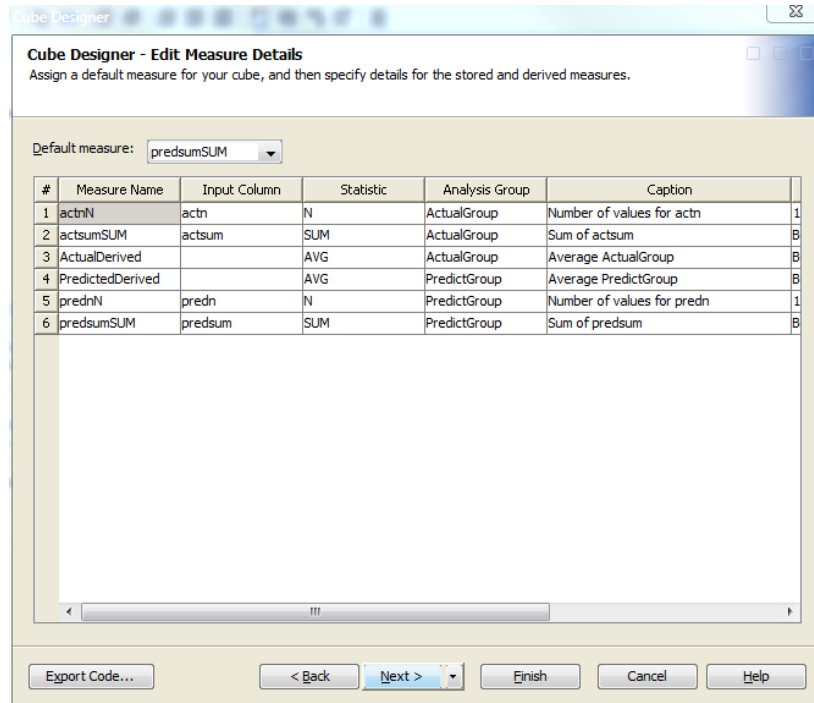 Cube Designer
Cube Designer - Edit Measure Details
Assign a default measure for your cube, and then specify details for the stored and derived measures.
Default measure: predsumSUM
# Measure Name Input Column Statistic Analysis Group Caption
1 actnN actn N ActualGroup Number of values for actn 1
2 actsumSUM actsum SUM ActualGroup Sum of actsum B
3 ActualDerived AVG ActualGroup Average ActualGroup B
4 PredictedDerived AVG PredictGroup Average PredictGroup B
5 prednN predn N PredictGroup Number of values for predn 1
6 predsumSUM predsum SUM PredictGroup Sum of predsum B
Export Code... < Back Next > Finish Cancel Help